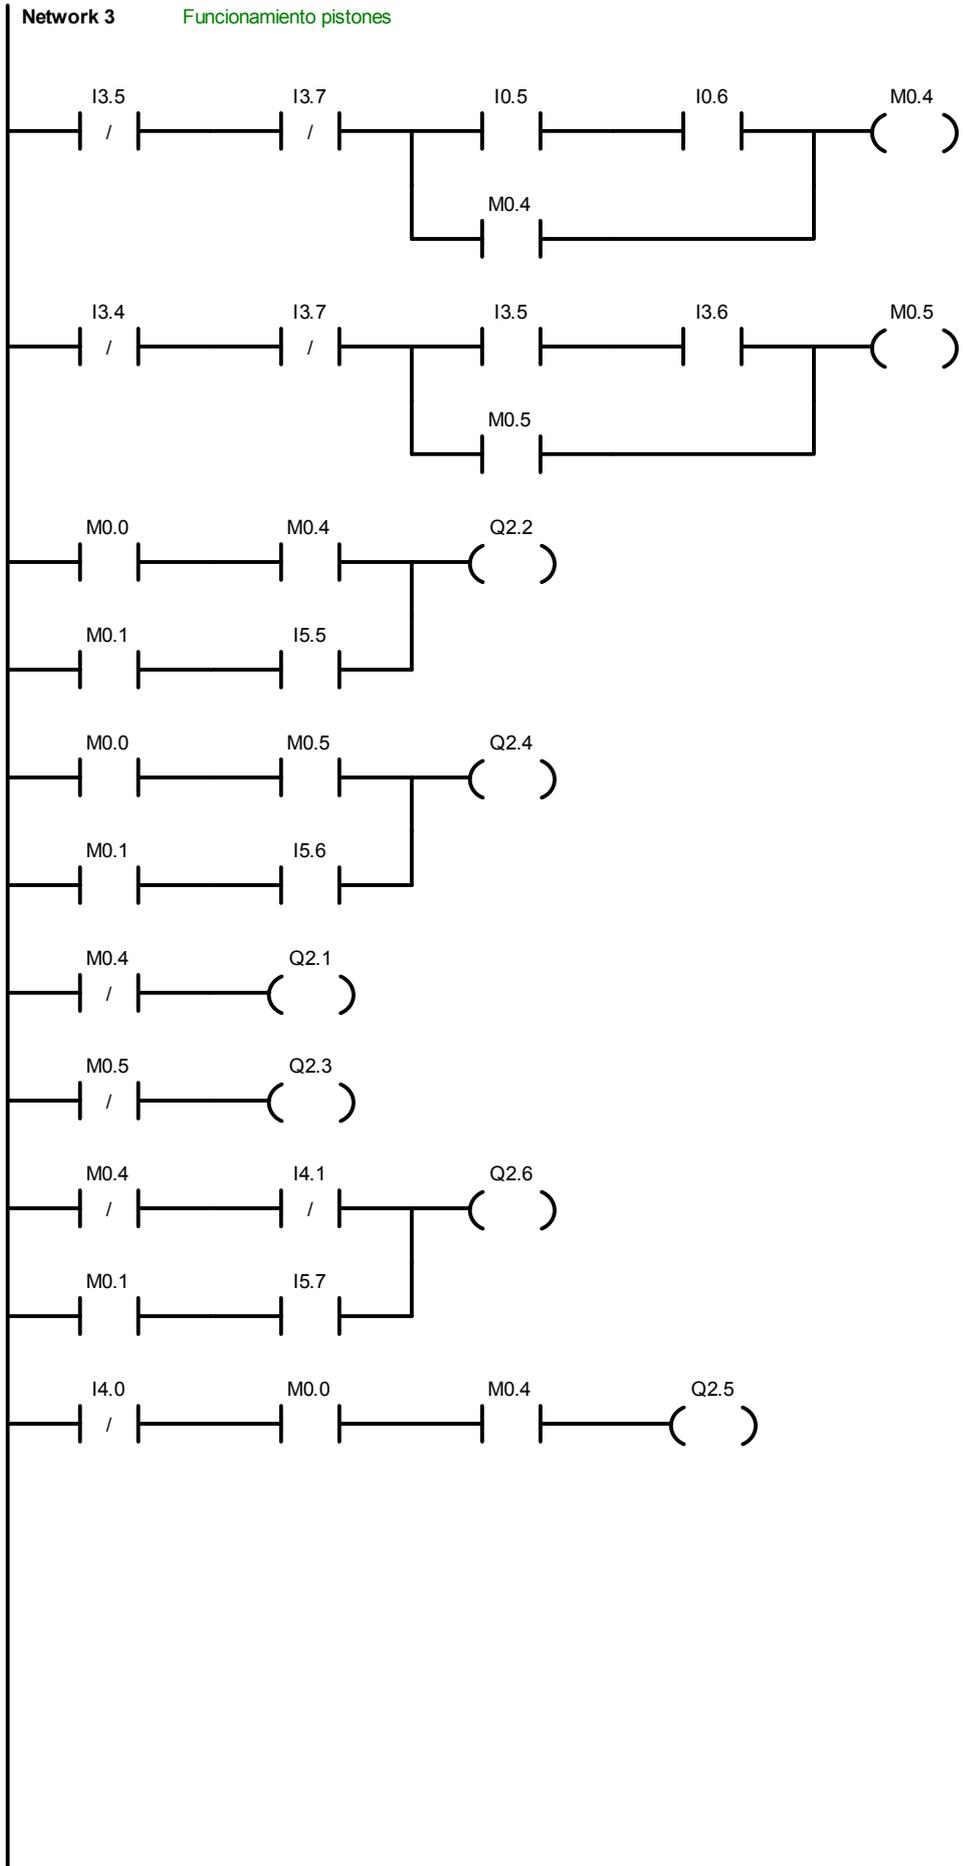 Network 3 Funcionamiento pistones
I3.5 I3.7 I0.5 I0.6 M0.4
/ /
M0.4
I3.4 I3.7 I3.5 I3.6 M0.5
/ /
M0.5
M0.0 M0.4 Q2.2
M0.1 I5.5
M0.0 M0.5 Q2.4
M0.1 I5.6
M0.4 Q2.1
/
M0.5 Q2.3
/
M0.4 I4.1 Q2.6
/ /
M0.1 I5.7
I4.0 M0.0 M0.4 Q2.5
/